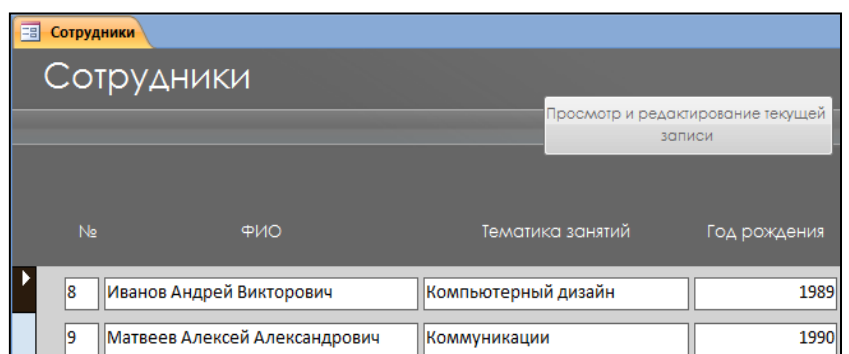 Сотрудники
Сотрудники
Просмотр и редактирование текущей
записи
№ ФИО Тематика занятий Год рождения
8 Иванов Андрей Викторович Компьютерный дизайн 1989
9 Матвеев Алексей Александрович Коммуникации 1990